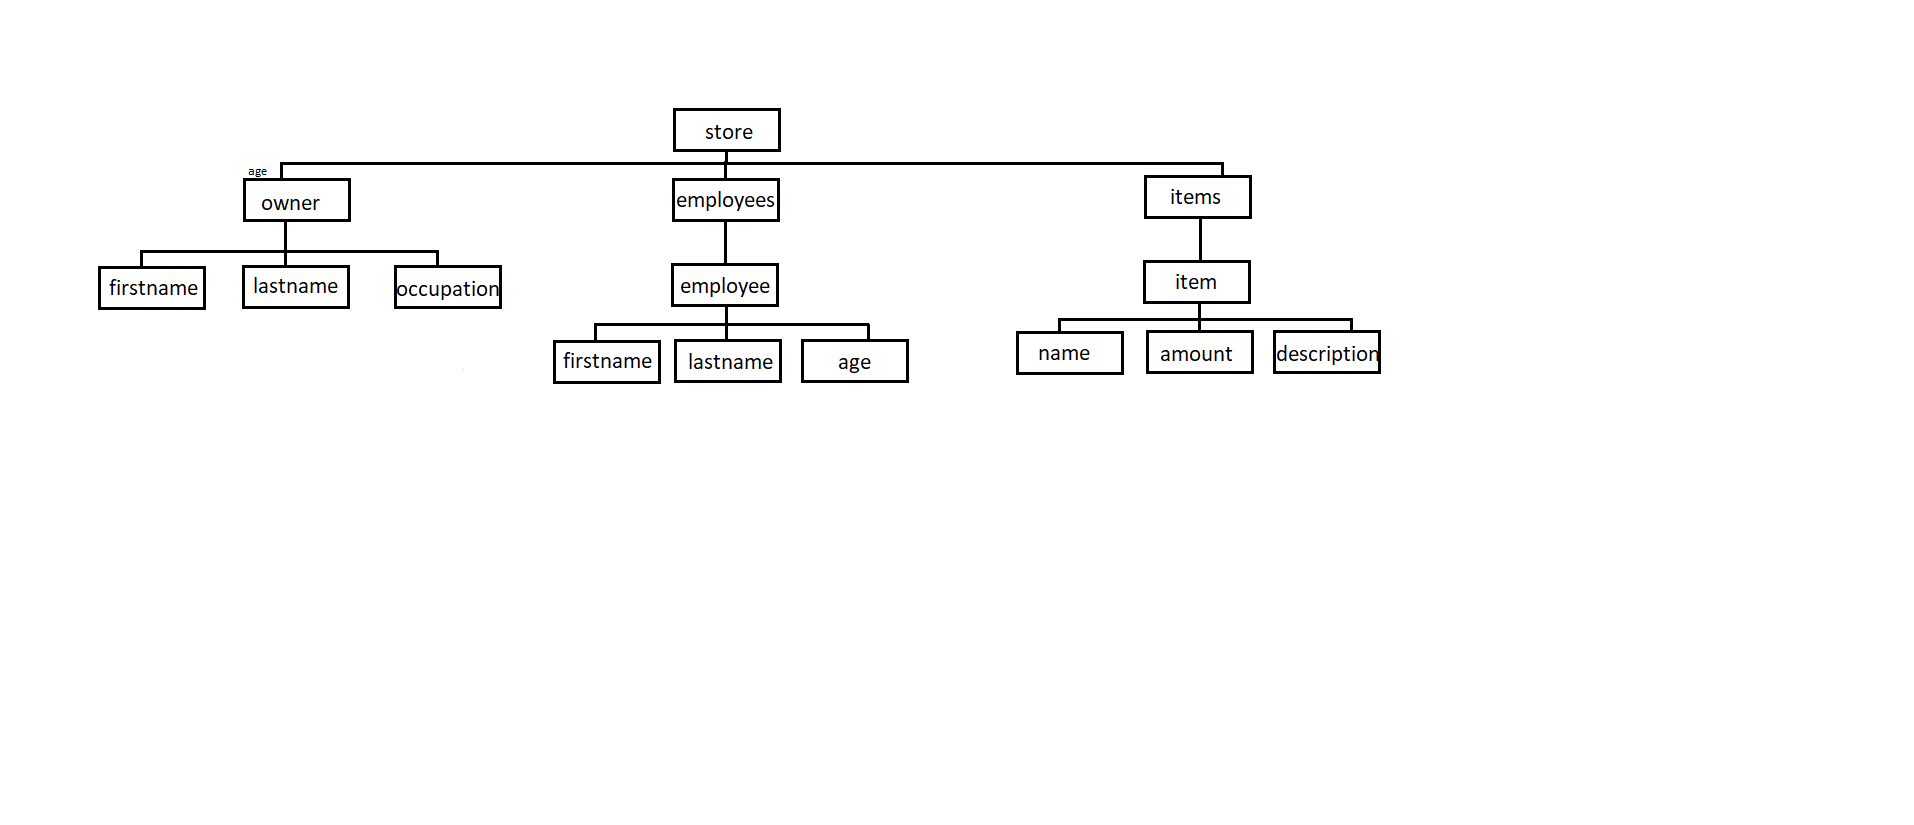 store
age
owner
employees
items
firstname
lastname
occupation
employee
item
firstname
lastname
age
name
amount
description